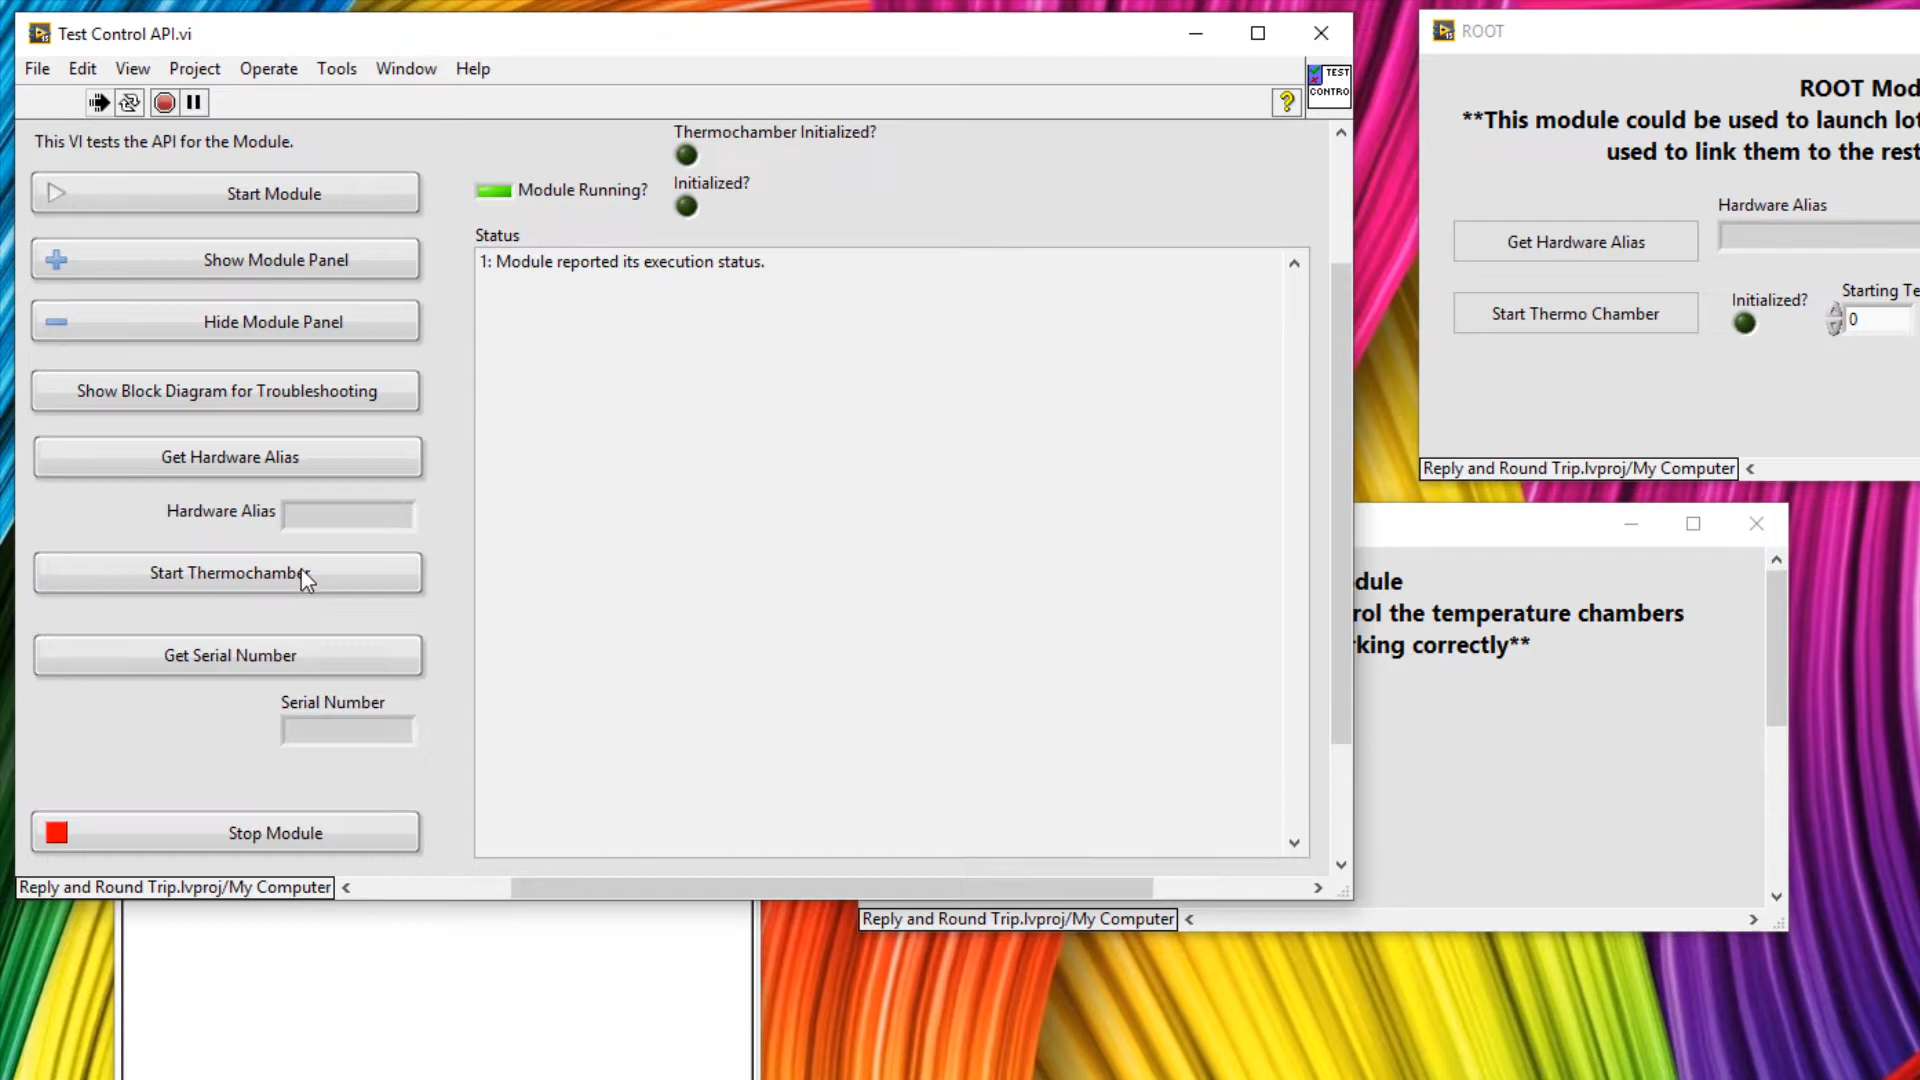 Test Control API.vi
File Edit View Project Operate Tools Window Help
TEST
CONTRO
This VI tests the API for the Module.
Start Module
Show Module Panel
Hide Module Panel
Show Block Diagram for Troubleshooting
Get Hardware Alias
Hardware Alias
Start Thermochamber
Get Serial Number
Serial Number
Stop Module
Thermochamber Initialized?
Module Running?
Initialized?
Status
1: Module reported its execution status.
Reply and Round Trip.lvproj/My Computer
ROOT
ROOT Mod
**This module could be used to launch lot
used to link them to the rest
Hardware Alias
Get Hardware Alias
Start Thermo Chamber
Initialized?
Starting Te
0
Reply and Round Trip.lvproj/My Computer
dule
rol the temperature chambers
king correctly**
Reply and Round Trip.lvproj/My Computer